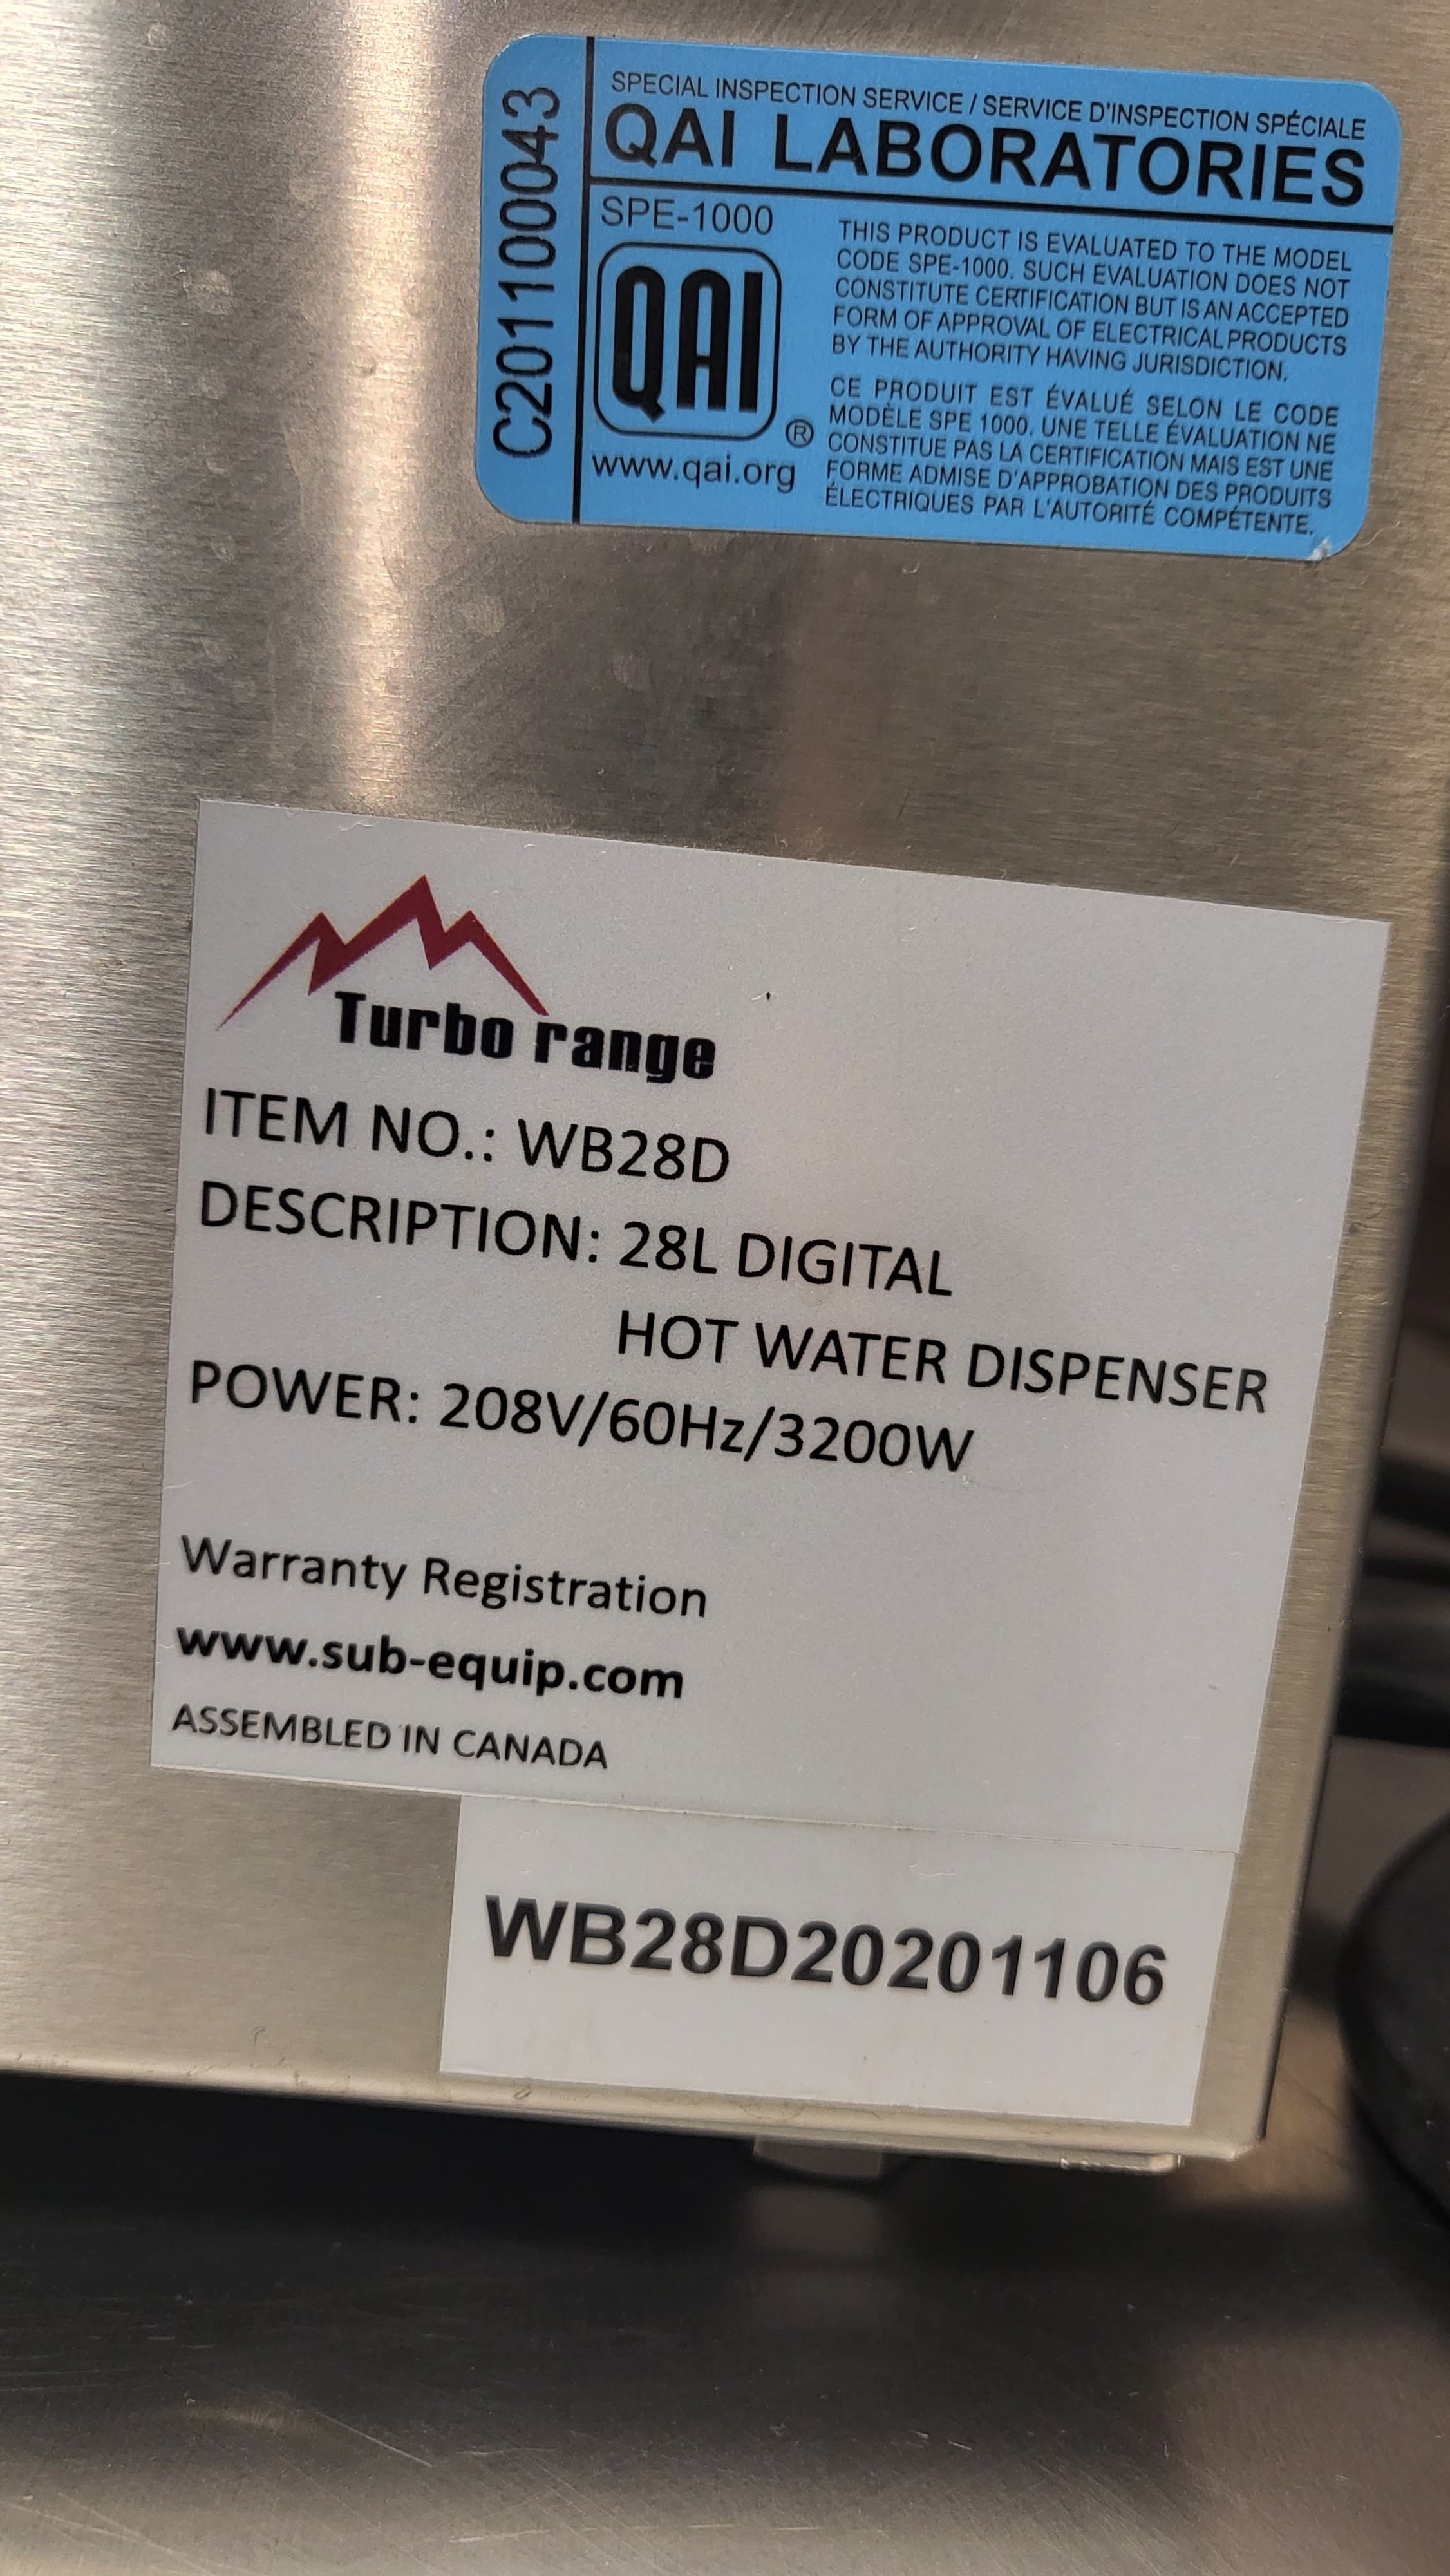 C201100043
SPECIAL INSPECTION SERVICE / SERVICE D'INSPECTION SPÉCIALE
QAI LABORATORIES
SPE-1000
QAI
®
www.qai.org
THIS PRODUCT IS EVALUATED TO THE MODEL
CODE SPE-1000. SUCH EVALUATION DOES NOT
CONSTITUTE CERTIFICATION BUT IS AN ACCEPTED
FORM OF APPROVAL OF ELECTRICAL PRODUCTS
BY THE AUTHORITY HAVING JURISDICTION.
CE PRODUIT EST ÉVALUÉ SELON LE CODE
MODÈLE SPE 1000. UNE TELLE ÉVALUATION NE
CONSTITUE PAS LA CERTIFICATION MAIS EST UNE
FORME ADMISE D'APPROBATION DES PRODUITS
ÉLECTRIQUES PAR L'AUTORITÉ COMPÉTENTE.
Turbo range
ITEM NO.: WB28D
DESCRIPTION: 28L DIGITAL
HOT WATER DISPENSER
POWER: 208V/60Hz/3200W
Warranty Registration
www.sub-equip.com
ASSEMBLED IN CANADA
WB28D20201106